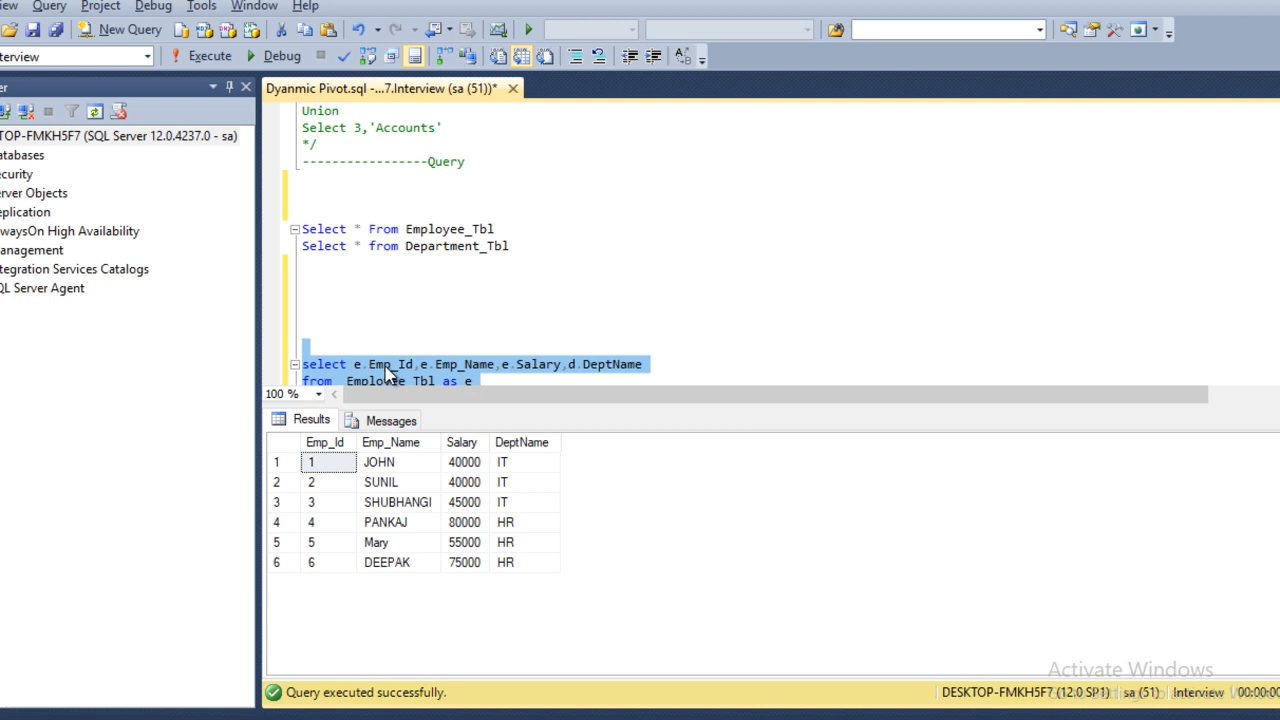 iew Query Project Debug Tools Window Help
New Query
terview Execute Debug
er
Dyanmic Pivot.sql -...7.Interview (sa (51))*
TOP-FMKH5F7 (SQL Server 12.0.4237.0 - sa)
atabases
ecurity
erver Objects
eplication
waysOn High Availability
anagement
tegration Services Catalogs
QL Server Agent
Union
Select 3,'Accounts'
*/
-----------------Query
Select * From Employee_Tbl
Select * from Department_Tbl
select e.Emp_Id,e.Emp_Name,e.Salary,d.DeptName
from Employee_Tbl as e
100 %
Results Messages
Emp_Id Emp_Name Salary DeptName
1 1 JOHN 40000 IT
2 2 SUNIL 40000 IT
3 3 SHUBHANGI 45000 IT
4 4 PANKAJ 80000 HR
5 5 Mary 55000 HR
6 6 DEEPAK 75000 HR
Activate Windows
Query executed successfully.
DESKTOP-FMKH5F7 (12.0 SP1) sa (51) Interview 00:00:00